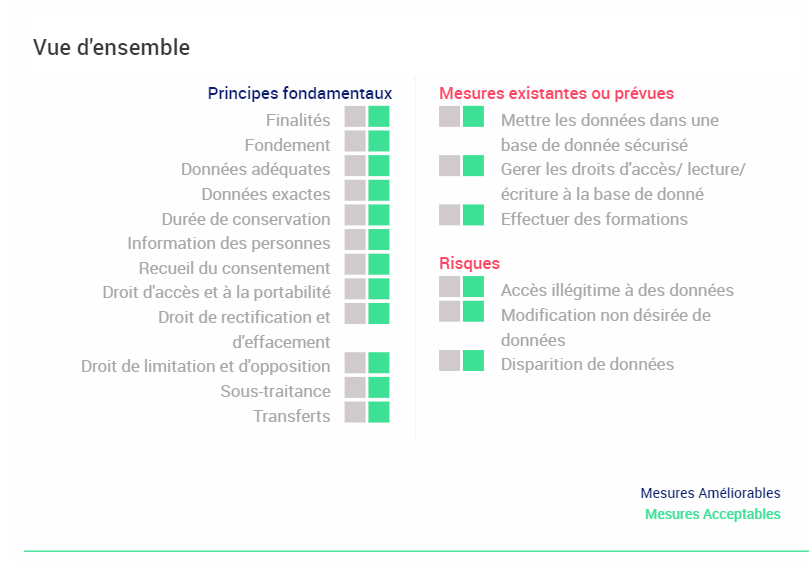 Vue d'ensemble
Principes fondamentaux
Finalités
Fondement
Données adéquates
Données exactes
Durée de conservation
Information des personnes
Recueil du consentement
Droit d'accès et à la portabilité
Droit de rectification et
d'effacement
Droit de limitation et d'opposition
Sous-traitance
Transferts
Mesures existantes ou prévues
Mettre les données dans une
base de donnée sécurisé
Gerer les droits d'accès/ lecture/
écriture à la base de donné
Effectuer des formations
Risques
Accès illégitime à des données
Modification non désirée de
données
Disparition de données
Mesures Améliorables
Mesures Acceptables